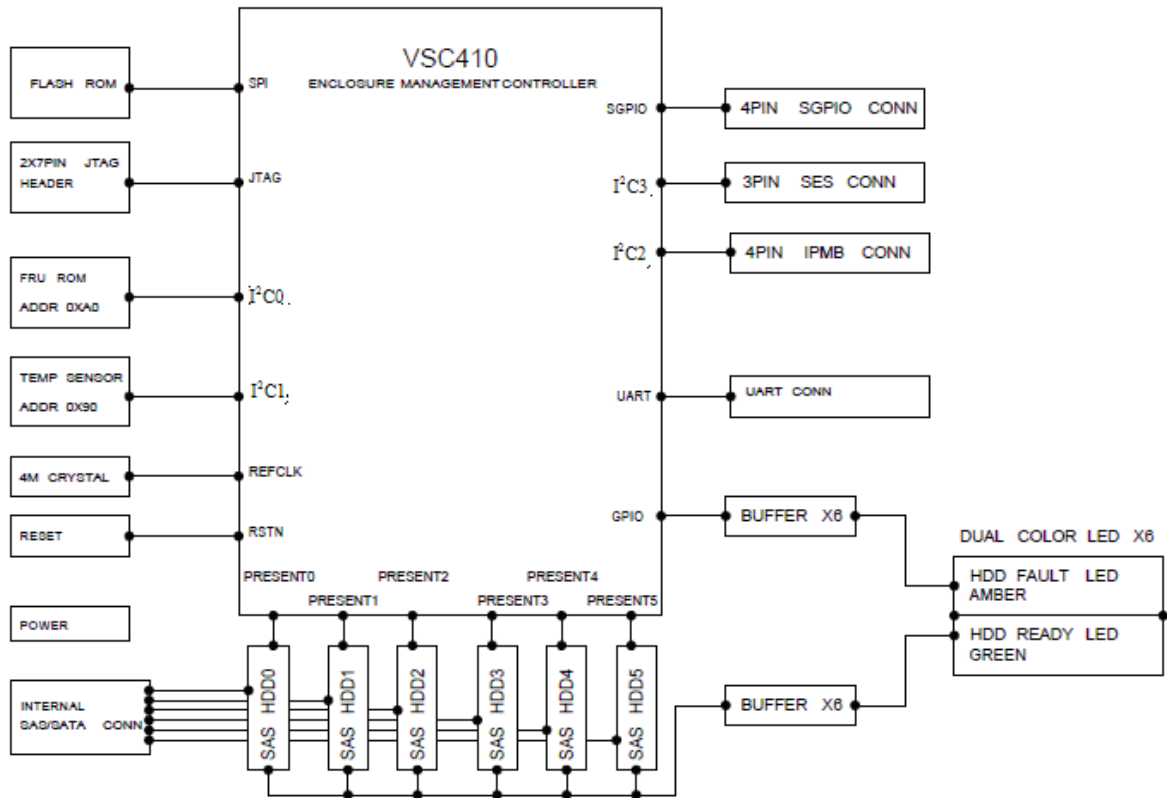 VSC410
ENCLOSURE MANAGEMENT CONTROLLER
FLASH ROM
SPI
2X7PIN JTAG
HEADER
JTAG
FRU ROM
ADDR 0XA0
I²C0.
TEMP SENSOR
ADDR 0X90
I²C1.
4M CRYSTAL
REFCLK
RESET
RSTN
POWER
INTERNAL
SAS/SATA CONN
SGPIO
4PIN SGPIO CONN
I²C3.
3PIN SES CONN
I²C2.
4PIN IPMB CONN
UART
UART CONN
GPIO
BUFFER X6
DUAL COLOR LED X6
HDD FAULT LED
AMBER
HDD READY LED
GREEN
BUFFER X6
PRESENT0
PRESENT1
PRESENT2
PRESENT3
PRESENT4
PRESENT5
SAS HDD0
SAS HDD1
SAS HDD2
SAS HDD3
SAS HDD4
SAS HDD5